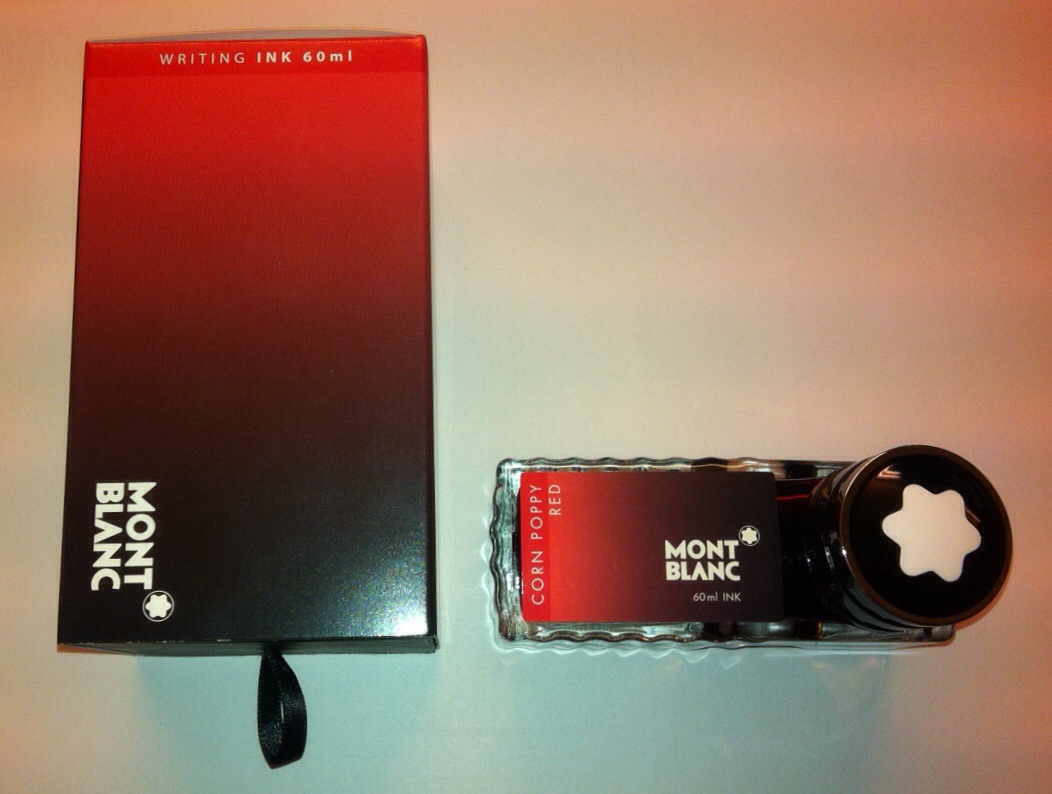 WRITING INK 60ml
MONT
BLANC
CORN POPPY
RED
MONT
BLANC
60ml INK